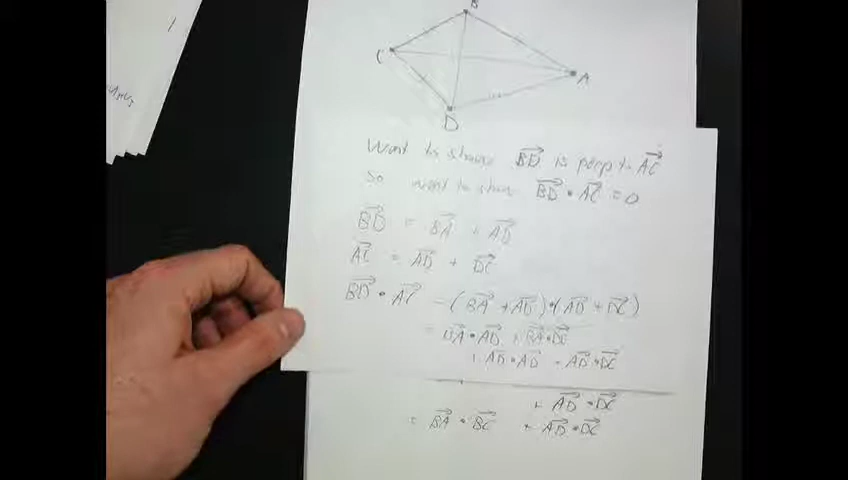 B
C
A
D
Want to show BD⃗ is perp to AC⃗
So want to show BD⃗ • AC⃗ = 0
BD⃗ = BA⃗ + AD⃗
AC⃗ = AD⃗ + DC⃗
BD⃗ • AC⃗ = (BA⃗ + AD⃗) • (AD⃗ + DC⃗)
= BA⃗ • AD⃗ + BA⃗ • DC⃗
+ AD⃗ • AD⃗ + AD⃗ • DC⃗
+ AD⃗ • DC⃗
= BA⃗ • BC⃗ + AD⃗ • DC⃗